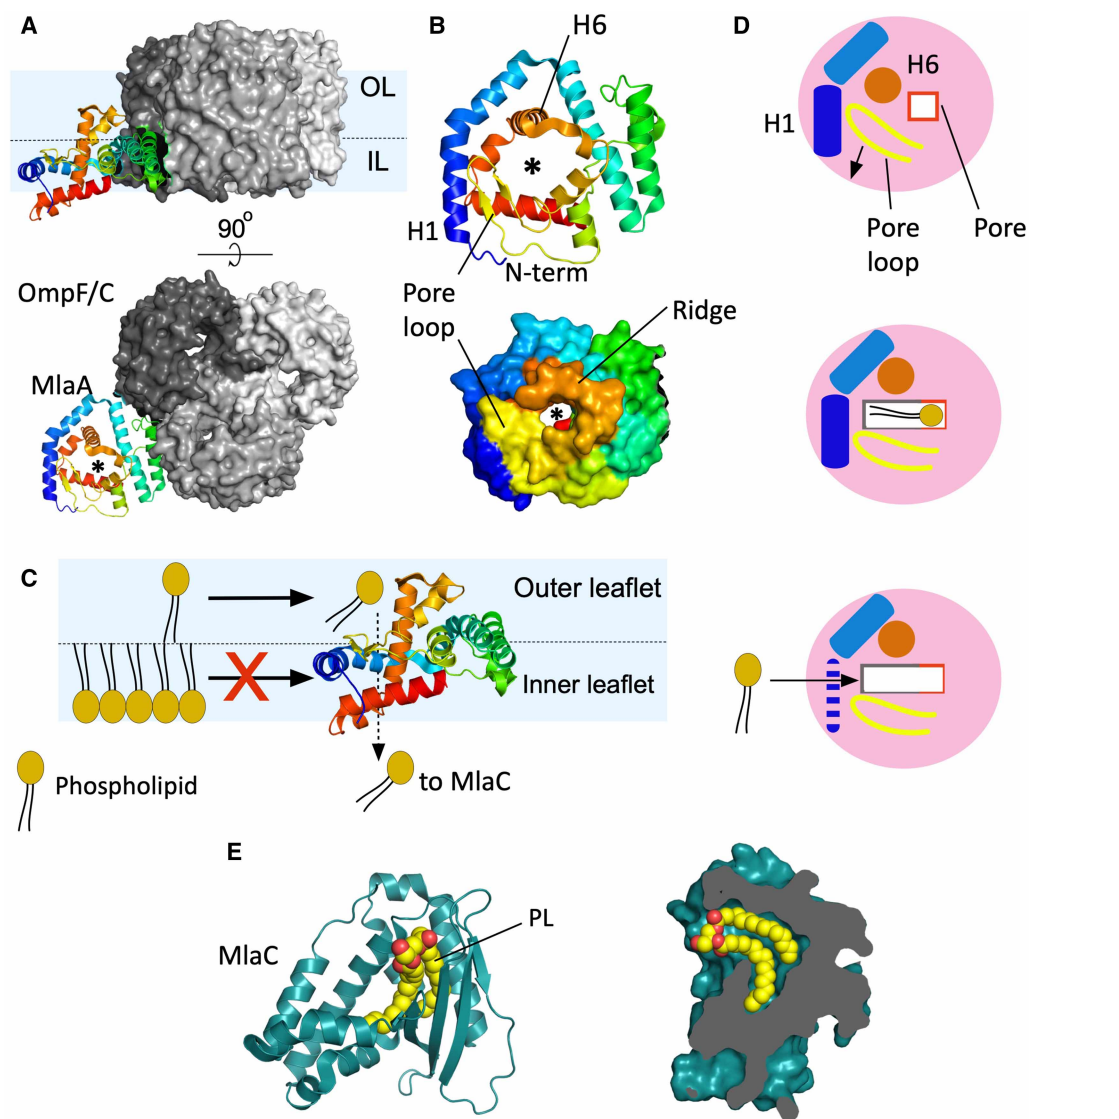 A
OL
IL
90o
OmpF/C
MlaA
*
B
H6
*
H1
N-term
Pore
loop
Ridge
*
C
Outer leaflet
X
Inner leaflet
Phospholipid
to MlaC
D
H6
H1
Pore
loop
Pore
E
MlaC
PL